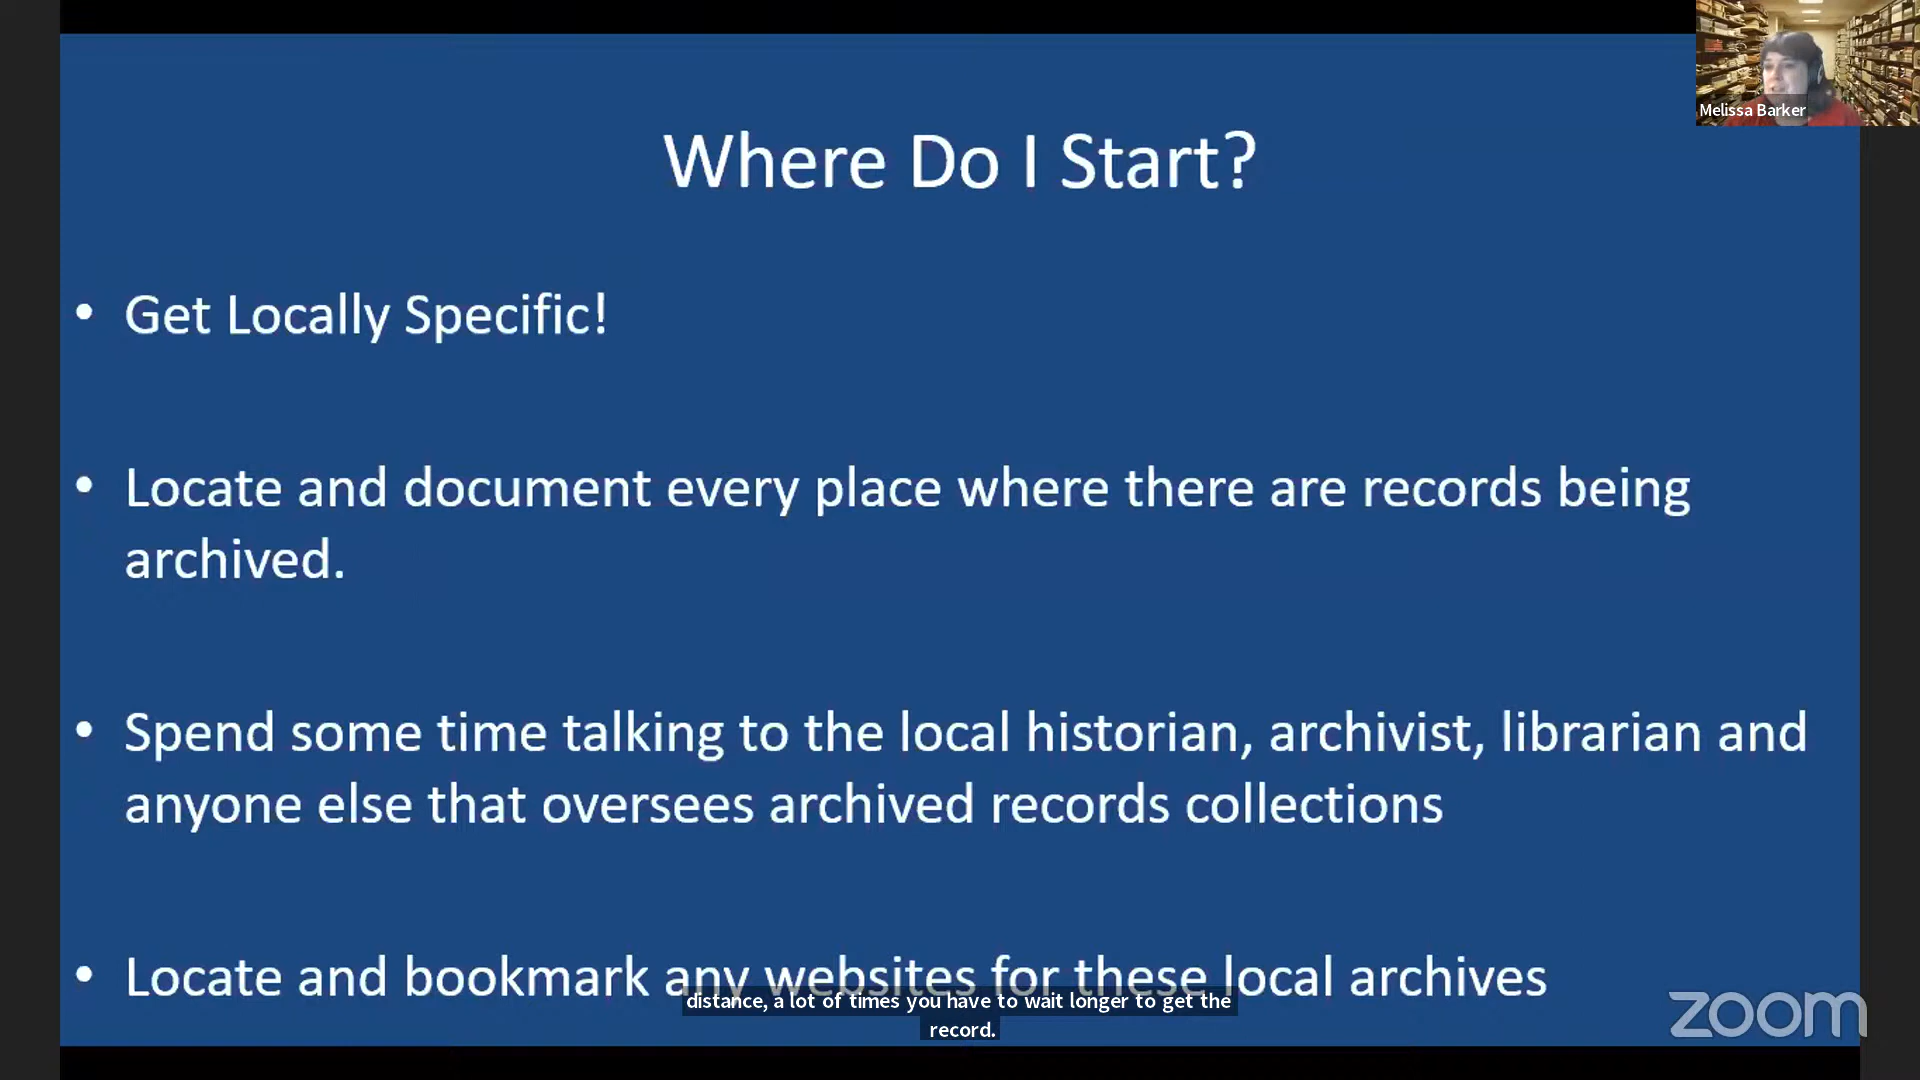 Melissa Barker
Where Do I Start?
• Get Locally Specific!
• Locate and document every place where there are records being
archived.
• Spend some time talking to the local historian, archivist, librarian and
anyone else that oversees archived records collections
• Locate and bookmark any websites for these local archives
distance, a lot of times you have to wait longer to get the
record.
zoom